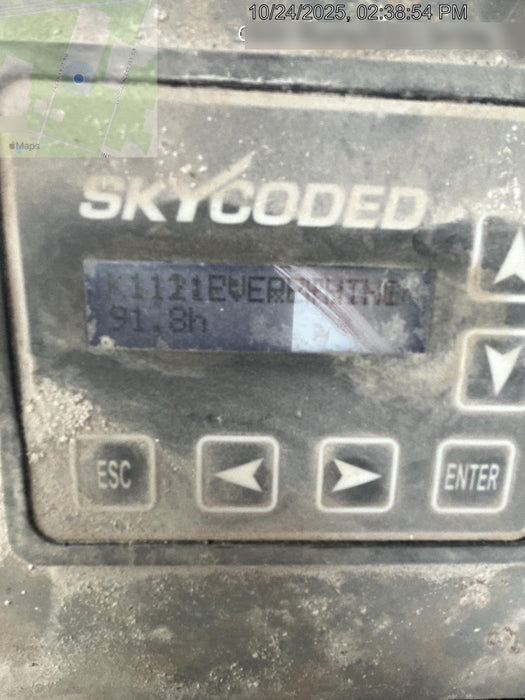 10/24/2025, 02:38:54 PM
Maps
SKYCODED
91.8h
ESC
ENTER